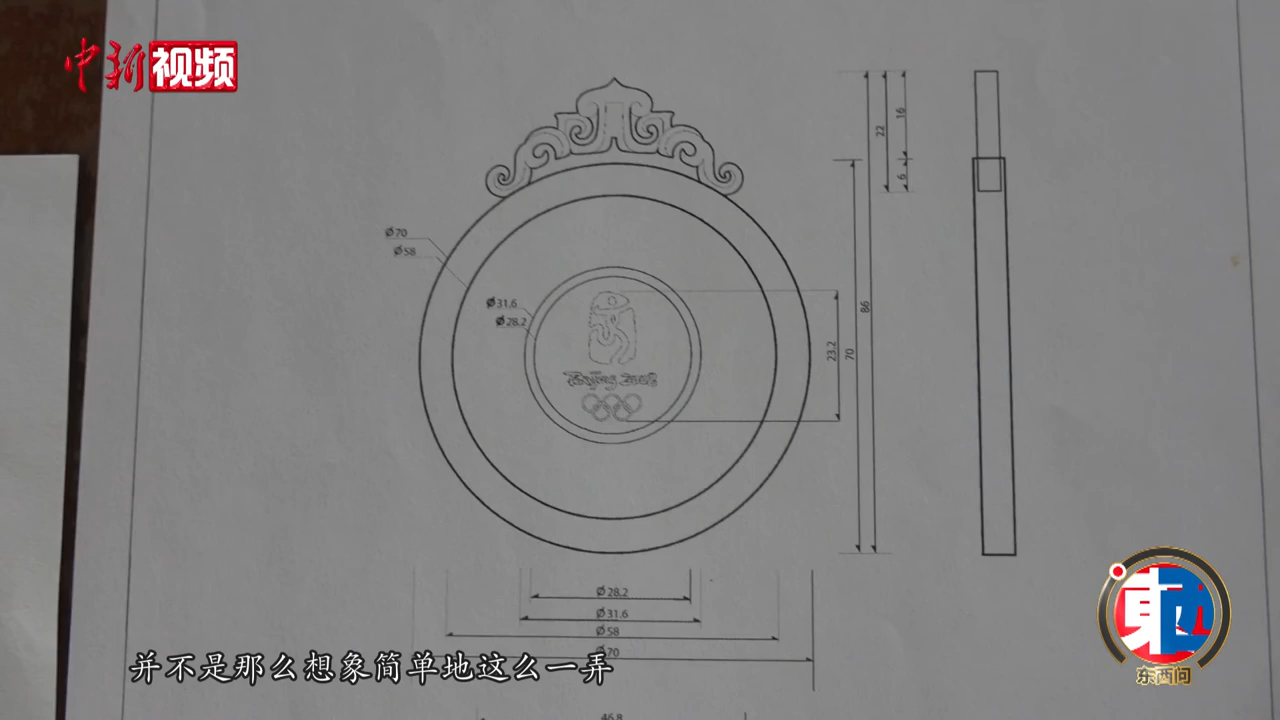 中新视频
16
22
6
Ø70
Ø58
Ø31.6
Ø28.2
86
23.2
70
Beijing 2008
Ø28.2
Ø31.6
Ø58
Ø70
并不是那么想象简单地这么一弄
46.8
東西
东西问